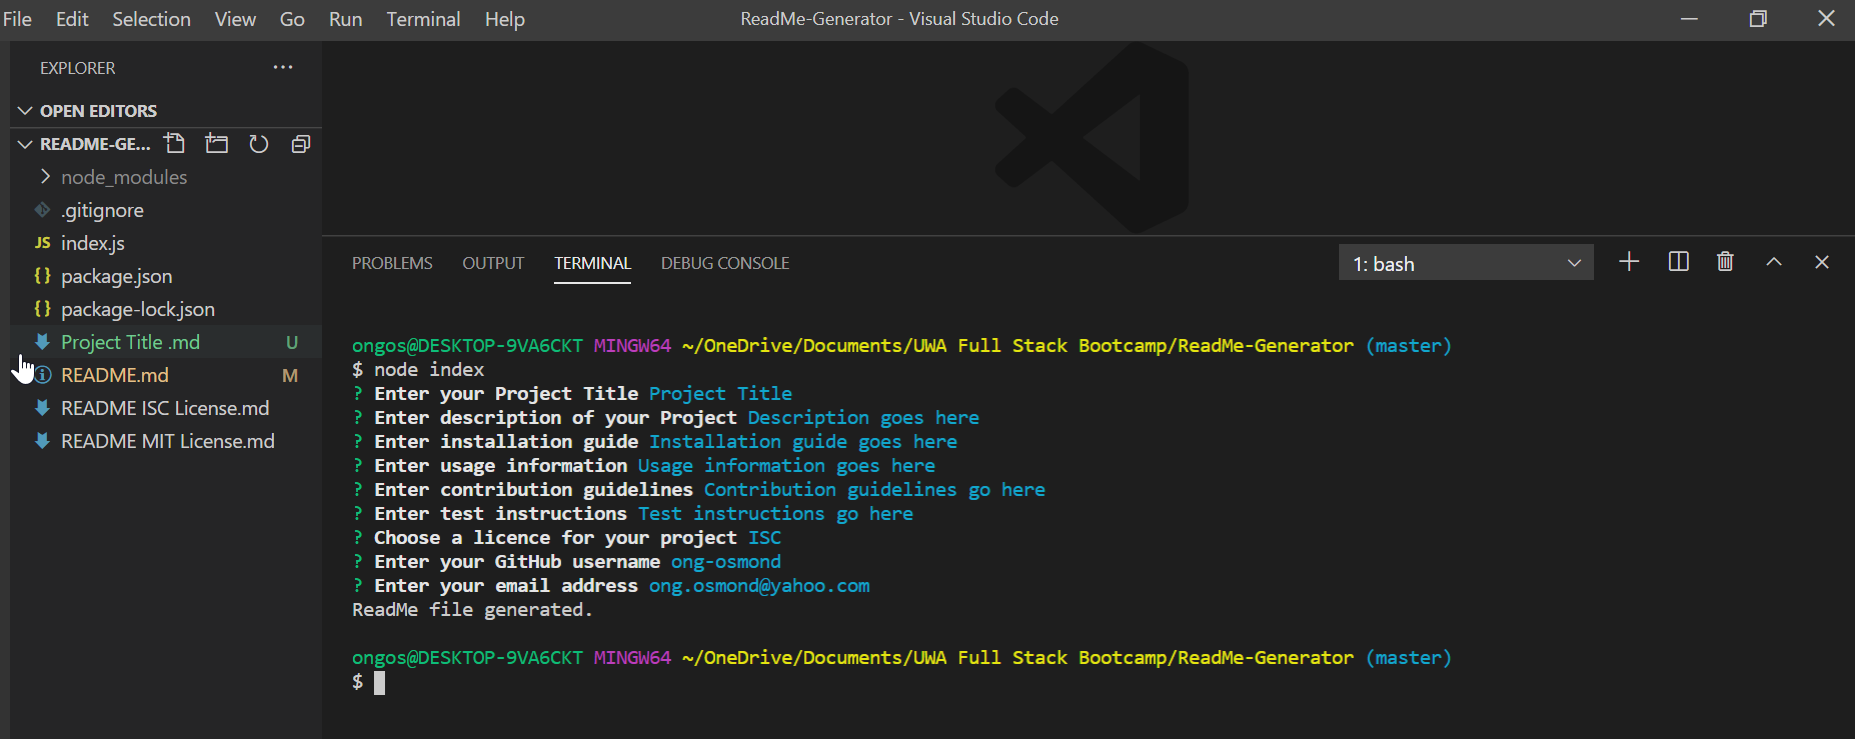 File Edit Selection View Go Run Terminal Help ReadMe-Generator - Visual Studio Code
EXPLORER
OPEN EDITORS
README-GE...
node_modules
.gitignore
JS index.js
{} package.json
{} package-lock.json
Project Title .md U
README.md M
README ISC License.md
README MIT License.md
PROBLEMS OUTPUT TERMINAL DEBUG CONSOLE 1: bash
ongos@DESKTOP-9VA6CKT MINGW64 ~/OneDrive/Documents/UWA Full Stack Bootcamp/ReadMe-Generator (master)
$ node index
? Enter your Project Title Project Title
? Enter description of your Project Description goes here
? Enter installation guide Installation guide goes here
? Enter usage information Usage information goes here
? Enter contribution guidelines Contribution guidelines go here
? Enter test instructions Test instructions go here
? Choose a licence for your project ISC
? Enter your GitHub username ong-osmond
? Enter your email address ong.osmond@yahoo.com
ReadMe file generated.
ongos@DESKTOP-9VA6CKT MINGW64 ~/OneDrive/Documents/UWA Full Stack Bootcamp/ReadMe-Generator (master)
$